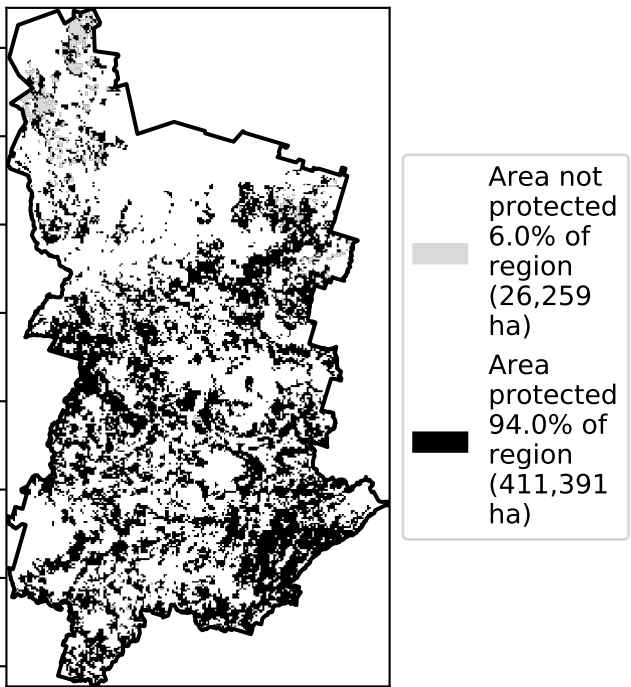 Area not
protected
6.0% of
region
(26,259
ha)
Area
protected
94.0% of
region
(411,391
ha)